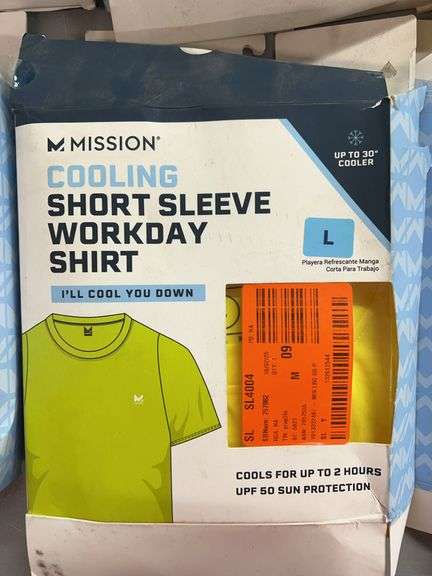 MISSION®
UP TO 30°
COOLER
COOLING
SHORT SLEEVE
WORKDAY
SHIRT
L
Playera Refrescante Manga
Corta Para Trabajo
I'LL COOL YOU DOWN
SL SL4004
M 09
COOLS FOR UP TO 2 HOURS
UPF 50 SUN PROTECTION